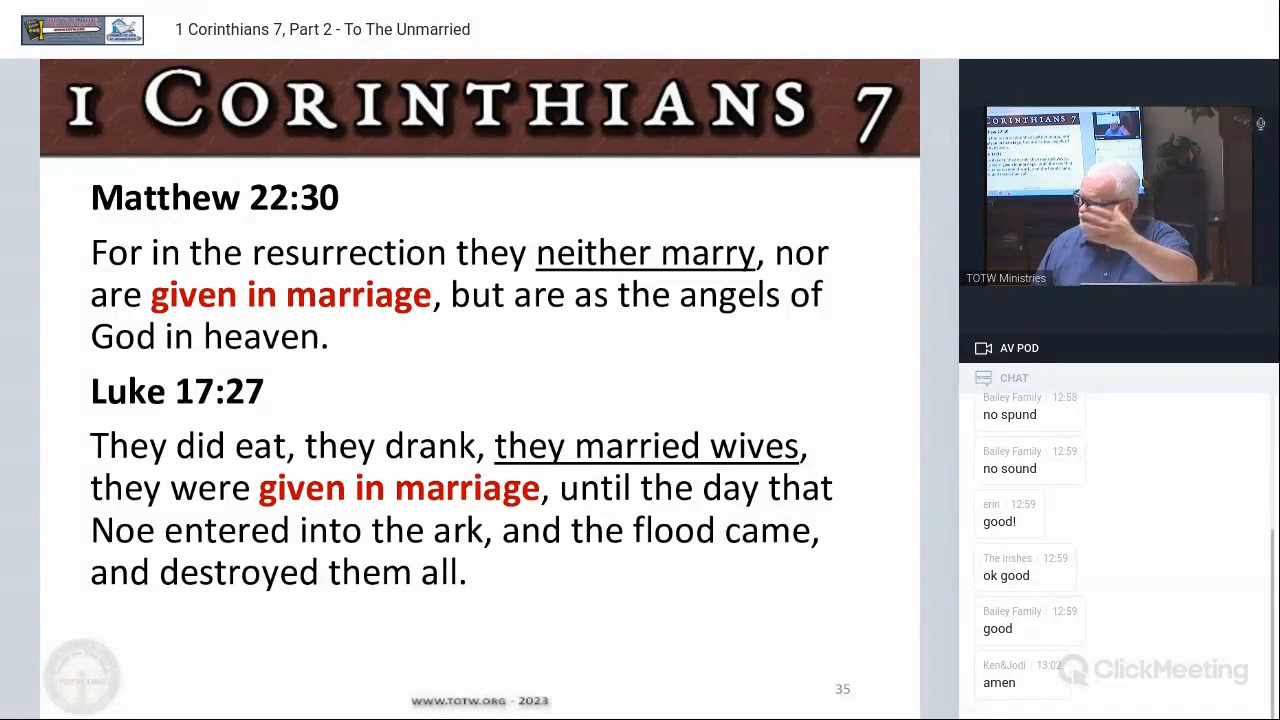 1 Corinthians 7, Part 2 - To The Unmarried
1 CORINTHIANS 7
Matthew 22:30
For in the resurrection they neither marry, nor
are given in marriage, but are as the angels of
God in heaven.
Luke 17:27
They did eat, they drank, they married wives,
they were given in marriage, until the day that
Noe entered into the ark, and the flood came,
and destroyed them all.
WWW.TOTW.ORG - 2023
35
TOTW Ministries
AV POD
CHAT
Bailey Family 12:58
no spund
Bailey Family 12:59
no sound
erin 12:59
good!
The Irishes 12:59
ok good
Bailey Family 12:59
good
Ken&Jodi 13:02
amen
ClickMeeting